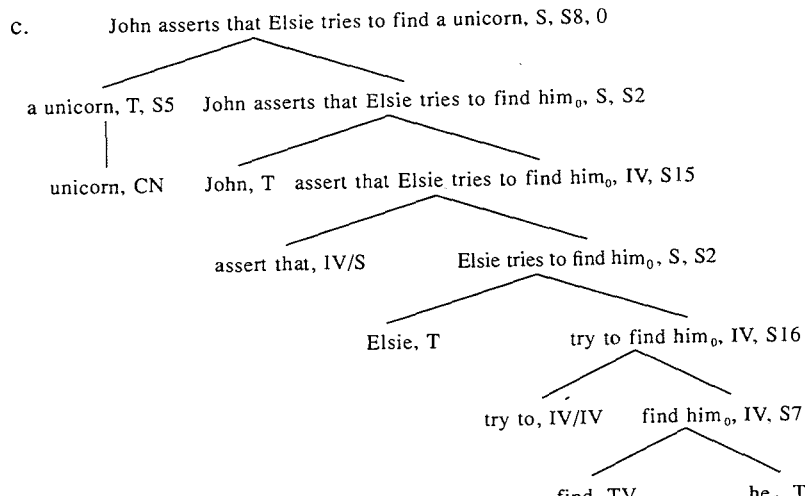 c. John asserts that Elsie tries to find a unicorn, S, S8, 0
a unicorn, T, S5 John asserts that Elsie tries to find him₀, S, S2
unicorn, CN John, T assert that Elsie tries to find him₀, IV, S15
assert that, IV/S Elsie tries to find him₀, S, S2
Elsie, T try to find him₀, IV, S16
try to, IV/IV find him₀, IV, S7
find, TV he , T